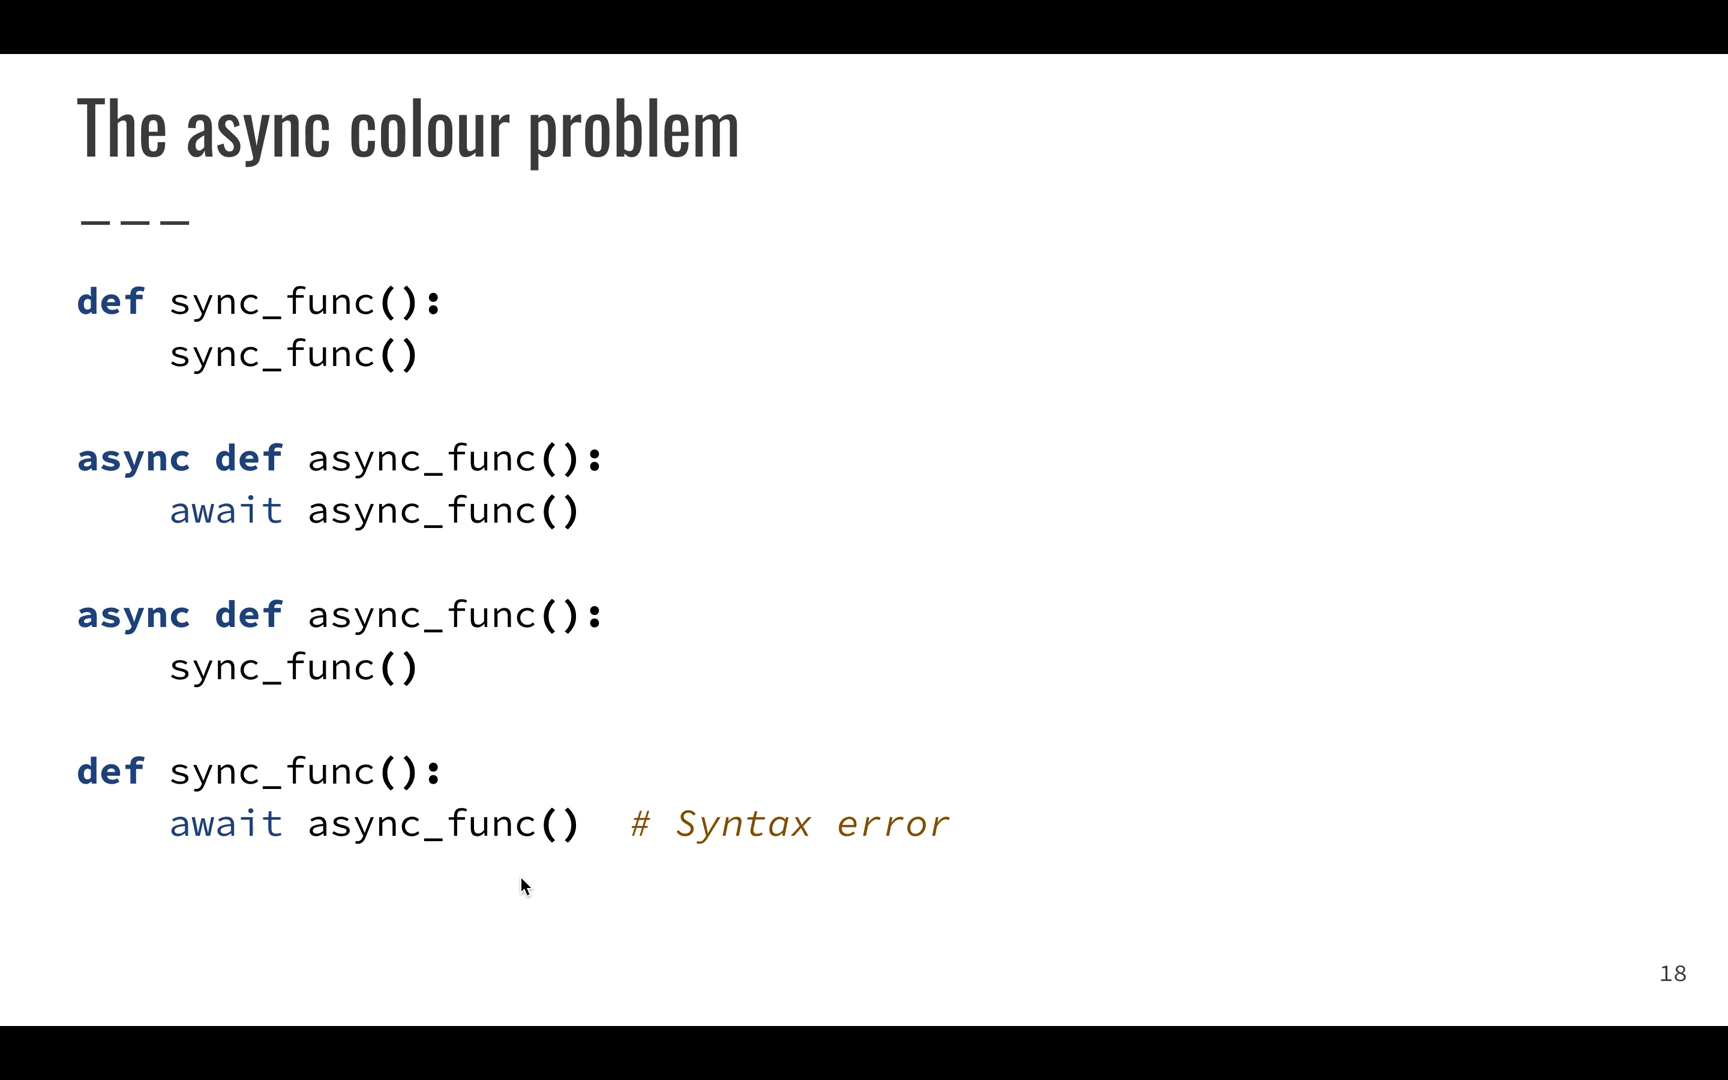 The async colour problem
———
def sync_func():
    sync_func()
async def async_func():
    await async_func()
async def async_func():
    sync_func()
def sync_func():
    await async_func()  # Syntax error
18